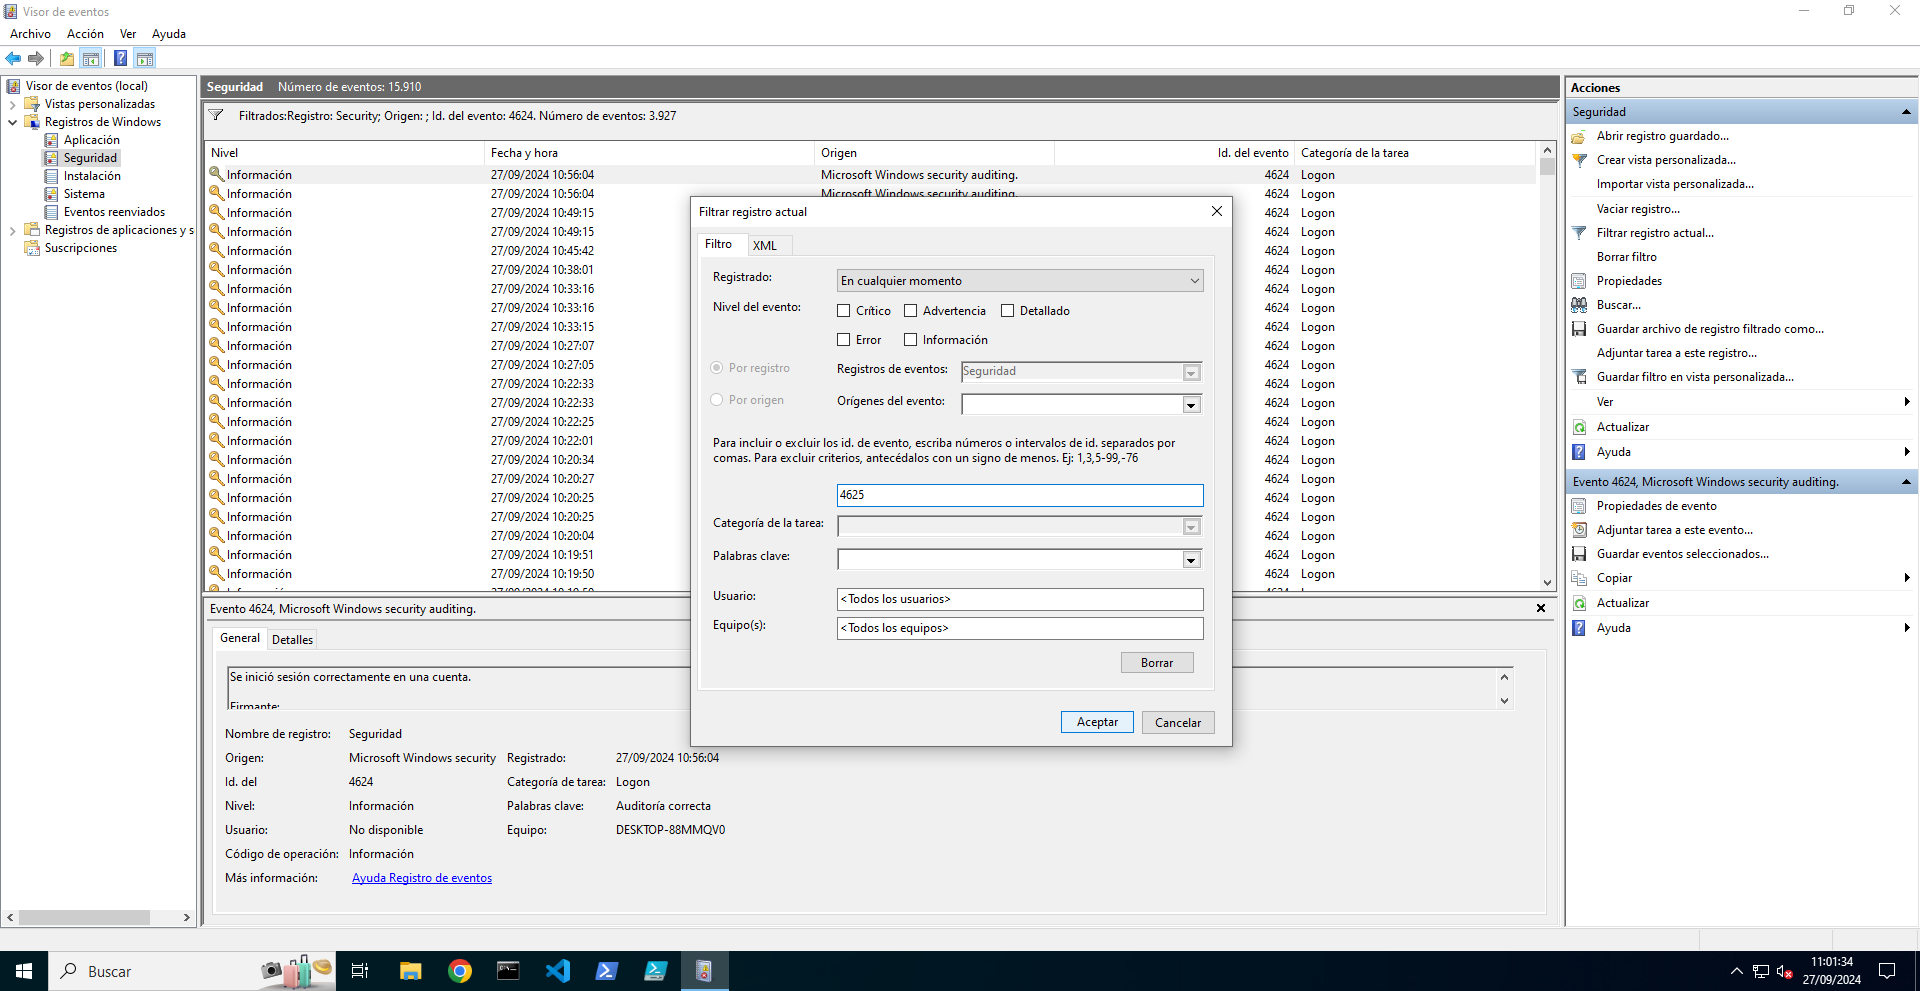 Visor de eventos
Archivo Acción Ver Ayuda
Visor de eventos (local)
Vistas personalizadas
Registros de Windows
Aplicación
Seguridad
Instalación
Sistema
Eventos reenviados
Registros de aplicaciones y s
Suscripciones
Seguridad Número de eventos: 15.910
Filtrados:Registro: Security; Origen: ; Id. del evento: 4624. Número de eventos: 3.927
Nivel Fecha y hora Origen Id. del evento Categoría de la tarea
Información 27/09/2024 10:56:04 Microsoft Windows security auditing. 4624 Logon
Información 27/09/2024 10:56:04 Microsoft Windows security auditing. 4624 Logon
Información 27/09/2024 10:49:15 4624 Logon
Información 27/09/2024 10:49:15 4624 Logon
Información 27/09/2024 10:45:42 4624 Logon
Información 27/09/2024 10:38:01 4624 Logon
Información 27/09/2024 10:33:16 4624 Logon
Información 27/09/2024 10:33:16 4624 Logon
Información 27/09/2024 10:33:15 4624 Logon
Información 27/09/2024 10:27:07 4624 Logon
Información 27/09/2024 10:27:05 4624 Logon
Información 27/09/2024 10:22:33 4624 Logon
Información 27/09/2024 10:22:33 4624 Logon
Información 27/09/2024 10:22:25 4624 Logon
Información 27/09/2024 10:22:01 4624 Logon
Información 27/09/2024 10:20:34 4624 Logon
Información 27/09/2024 10:20:27 4624 Logon
Información 27/09/2024 10:20:25 4624 Logon
Información 27/09/2024 10:20:25 4624 Logon
Información 27/09/2024 10:20:04 4624 Logon
Información 27/09/2024 10:19:51 4624 Logon
Información 27/09/2024 10:19:50 4624 Logon
Filtrar registro actual
Filtro XML
Registrado: En cualquier momento
Nivel del evento: Crítico Advertencia Detallado
Error Información
Por registro Registros de eventos: Seguridad
Por origen Orígenes del evento:
Para incluir o excluir los id. de evento, escriba números o intervalos de id. separados por
comas. Para excluir criterios, antecédalos con un signo de menos. Ej: 1,3,5-99,-76
4625
Categoría de la tarea:
Palabras clave:
Usuario: <Todos los usuarios>
Equipo(s): <Todos los equipos>
Borrar
Aceptar Cancelar
Evento 4624, Microsoft Windows security auditing.
General Detalles
Se inició sesión correctamente en una cuenta.
Firmante:
Nombre de registro: Seguridad
Origen: Microsoft Windows security Registrado: 27/09/2024 10:56:04
Id. del 4624 Categoría de tarea: Logon
Nivel: Información Palabras clave: Auditoría correcta
Usuario: No disponible Equipo: DESKTOP-88MMQV0
Código de operación: Información
Más información: Ayuda Registro de eventos
Acciones
Seguridad
Abrir registro guardado...
Crear vista personalizada...
Importar vista personalizada...
Vaciar registro...
Filtrar registro actual...
Borrar filtro
Propiedades
Buscar...
Guardar archivo de registro filtrado como...
Adjuntar tarea a este registro...
Guardar filtro en vista personalizada...
Ver
Actualizar
Ayuda
Evento 4624, Microsoft Windows security auditing.
Propiedades de evento
Adjuntar tarea a este evento...
Guardar eventos seleccionados...
Copiar
Actualizar
Ayuda
Buscar
11:01:34
27/09/2024